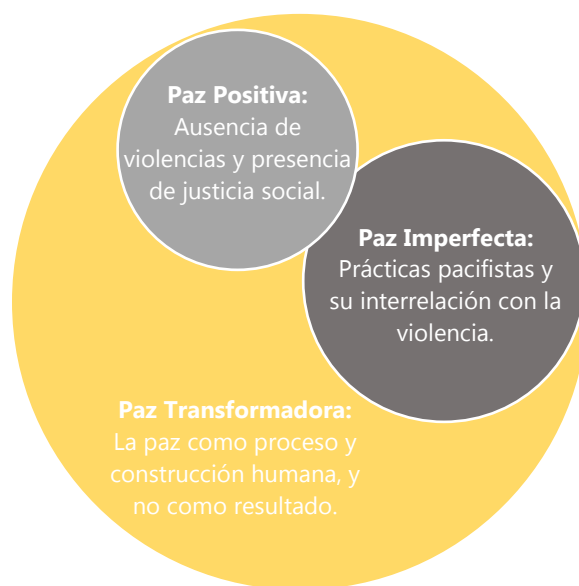 Paz Positiva:
Ausencia de
violencias y presencia
de justicia social.
Paz Imperfecta:
Prácticas pacifistas y
su interrelación con la
violencia.
Paz Transformadora:
La paz como proceso y
construcción humana, y
no como resultado.